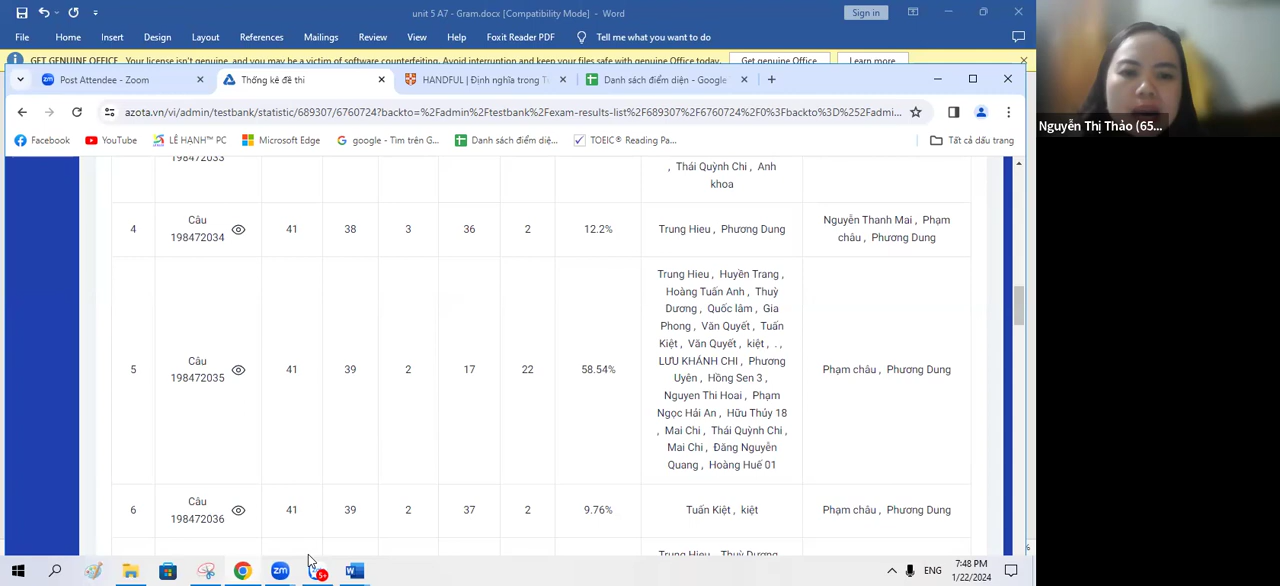 unit 5 A7 - Gram.docx [Compatibility Mode] - Word
Sign in
File Home Insert Design Layout References Mailings Review View Help Foxit Reader PDF Tell me what you want to do
GET GENUINE OFFICE Your license isn't genuine, and you may be a victim of software counterfeiting. Avoid interruption and keep your files safe with genuine Office today. Get genuine Office Learn more
Post Attendee - Zoom
Thống kê đề thi
HANDFUL | Định nghĩa trong T
Danh sách điểm diện - Google
azota.vn/vi/admin/testbank/statistic/689307/6760724?backto=%2Fadmin%2Ftestbank%2Fexam-results-list%2F689307%2F6760724%2F0%3Fbackto%3D%252Fadmi...
Facebook YouTube LÊ HẠNH™ PC Microsoft Edge google - Tìm trên G... Danh sách điểm diệ... TOEIC® Reading Pa... Tất cả dấu trang
198472033
, Thái Quỳnh Chi , Anh
khoa
4 Câu 198472034 41 38 3 36 2 12.2% Trung Hieu , Phương Dung
Nguyễn Thanh Mai , Phạm
châu , Phương Dung
5 Câu 198472035 41 39 2 17 22 58.54%
Trung Hieu , Huyền Trang ,
Hoàng Tuấn Anh , Thuỳ
Dương , Quốc lâm , Gia
Phong , Văn Quyết , Tuấn
Kiệt , Văn Quyết , kiệt , . ,
LƯU KHÁNH CHI , Phương
Uyên , Hồng Sen 3 ,
Nguyen Thi Hoai , Phạm
Ngọc Hải An , Hữu Thủy 18
, Mai Chi , Thái Quỳnh Chi ,
Mai Chi , Đăng Nguyễn
Quang , Hoàng Huế 01
Phạm châu , Phương Dung
6 Câu 198472036 41 39 2 37 2 9.76% Tuấn Kiệt , kiệt Phạm châu , Phương Dung
Trung Hieu , Thuỳ Dương
zm
5+
ENG
7:48 PM
1/22/2024
Nguyễn Thị Thảo (65...